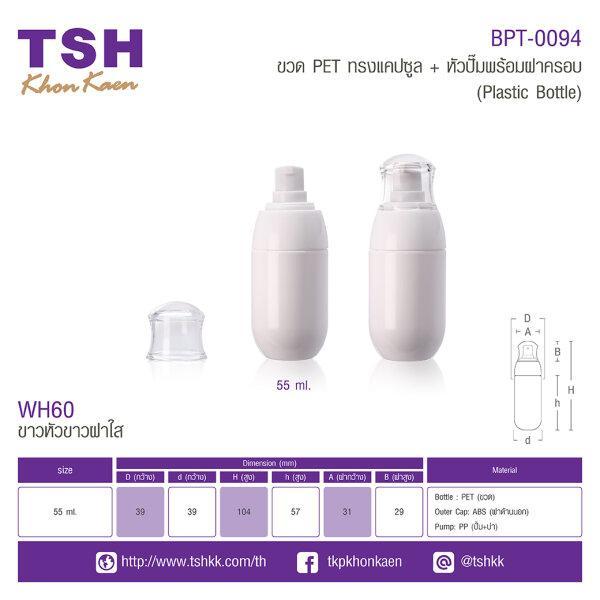 TSH
Khon Kaen
BPT-0094
ขวด PET ทรงแคปซูล + หัวปั๊มพร้อมฝาครอบ
(Plastic Bottle)
55 ml.
D
A
B
H
h
d
WH60
ขาวหัวขาวฝาใส
size
Dimension (mm)
Material
D (กว้าง) d (กว้าง) H (สูง) h (สูง) A (ฝากว้าง) B (ฝาสูง)
55 ml. 39 39 104 57 31 29
Bottle : PET (ขวด)
Outer Cap: ABS (ฝาด้านนอก)
Pump: PP (ปั๊ม+บ่า)
http://www.tshkk.com/th tkpkhonkaen @tshkk